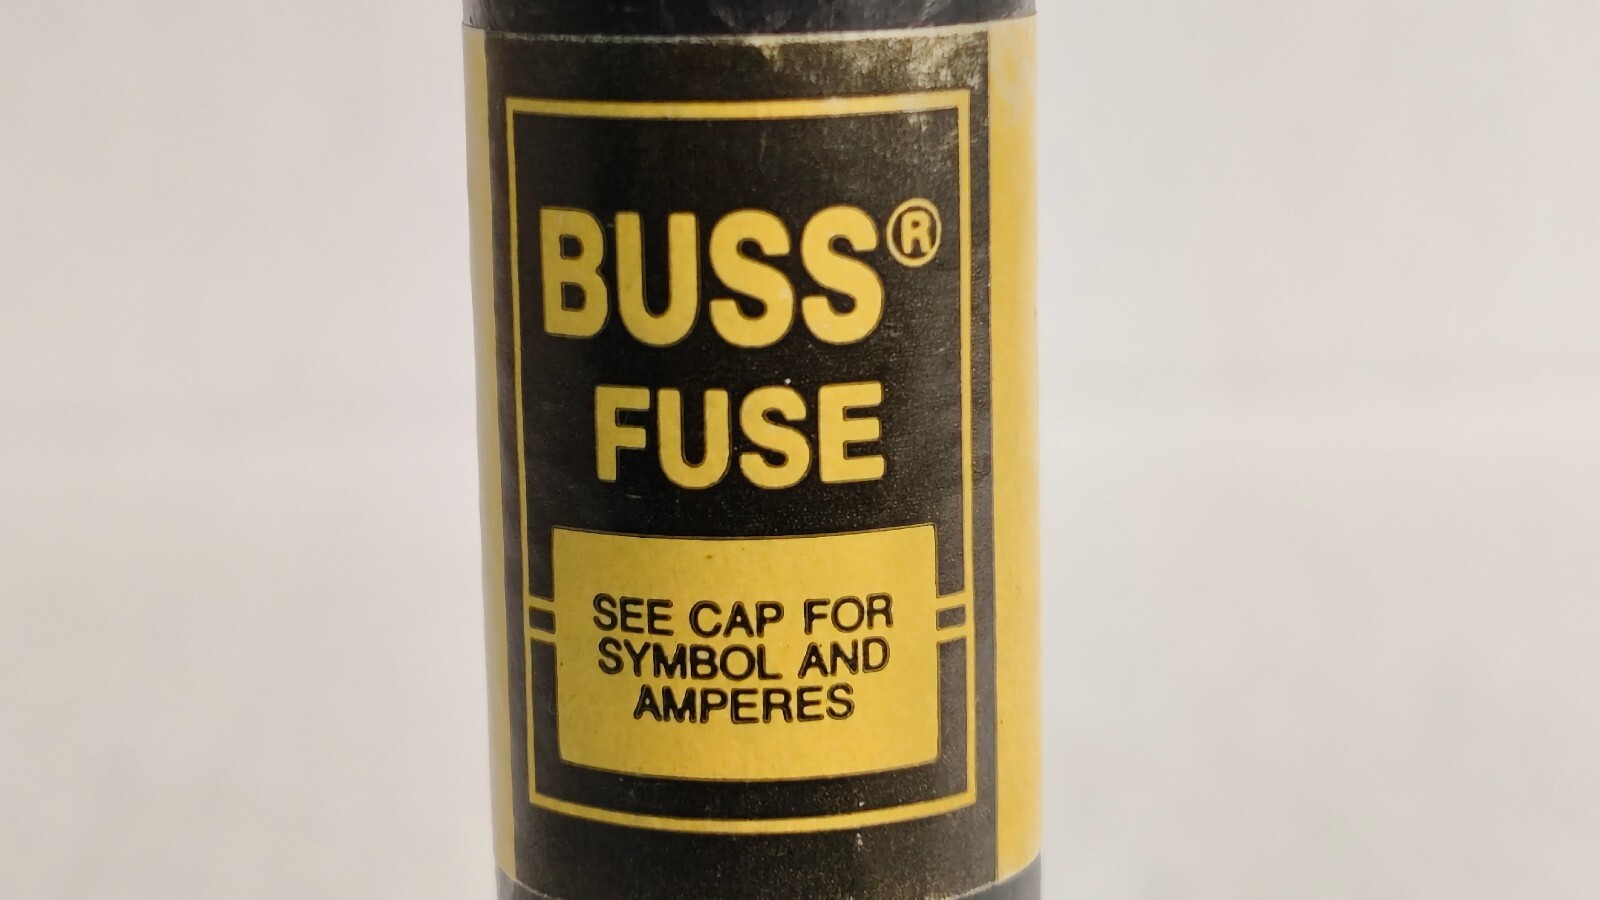 BUSS®
FUSE
SEE CAP FOR
SYMBOL AND
AMPERES